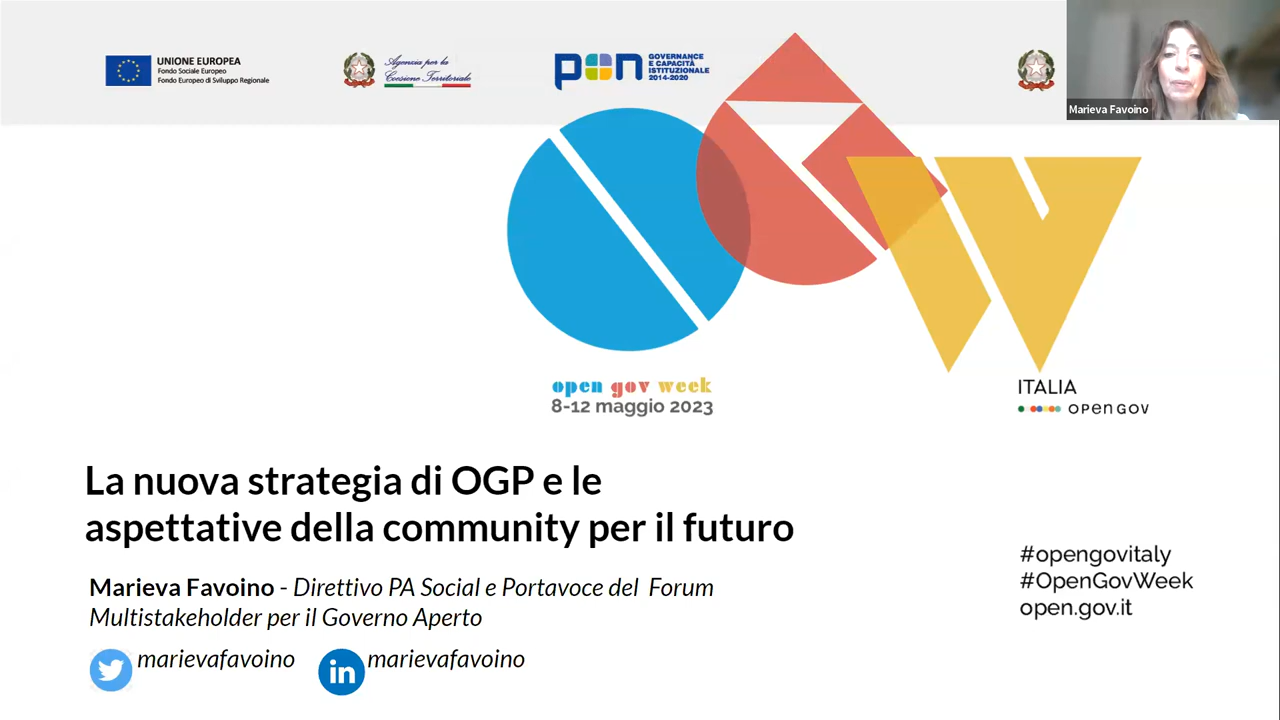 UNIONE EUROPEA
Fondo Sociale Europeo
Fondo Europeo di Sviluppo Regionale
Agenzia per la
Coesione Territoriale
pon
GOVERNANCE
E CAPACITÀ
ISTITUZIONALE
2014-2020
Marieva Favoino
open gov week
8-12 maggio 2023
ITALIA
OPEN GOV
La nuova strategia di OGP e le
aspettative della community per il futuro
Marieva Favoino - Direttivo PA Social e Portavoce del Forum
Multistakeholder per il Governo Aperto
marievafavoino
in marievafavoino
#opengovitaly
#OpenGovWeek
open.gov.it